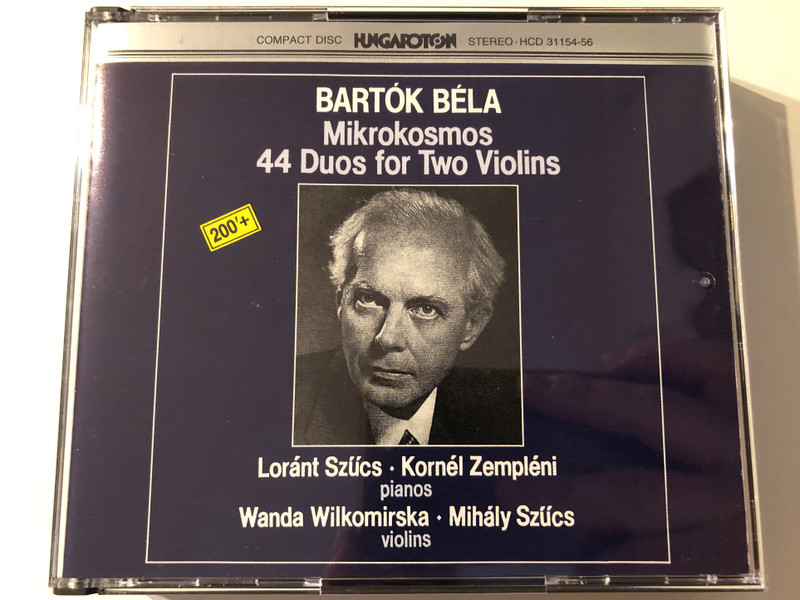 COMPACT DISC HUNGAROTON STEREO · HCD 31154-56
BARTÓK BÉLA
Mikrokosmos
44 Duos for Two Violins
200'+
Loránt Szűcs · Kornél Zempléni
pianos
Wanda Wilkomirska · Mihály Szűcs
violins